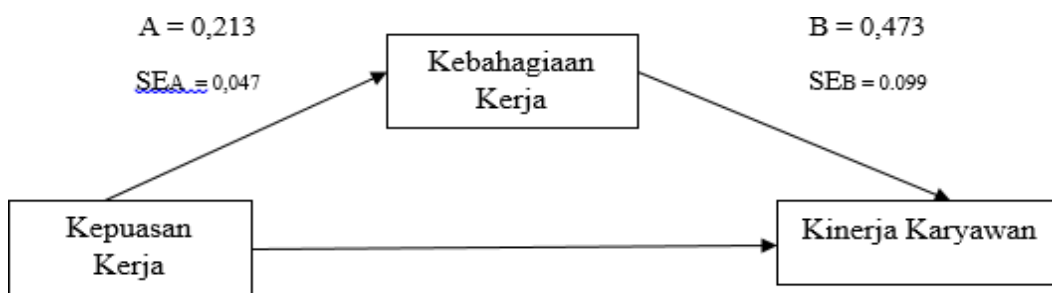 A = 0,213
B = 0,473
SEA = 0,047
SEB = 0.099
Kebahagiaan
Kerja
Kepuasan
Kerja
Kinerja Karyawan